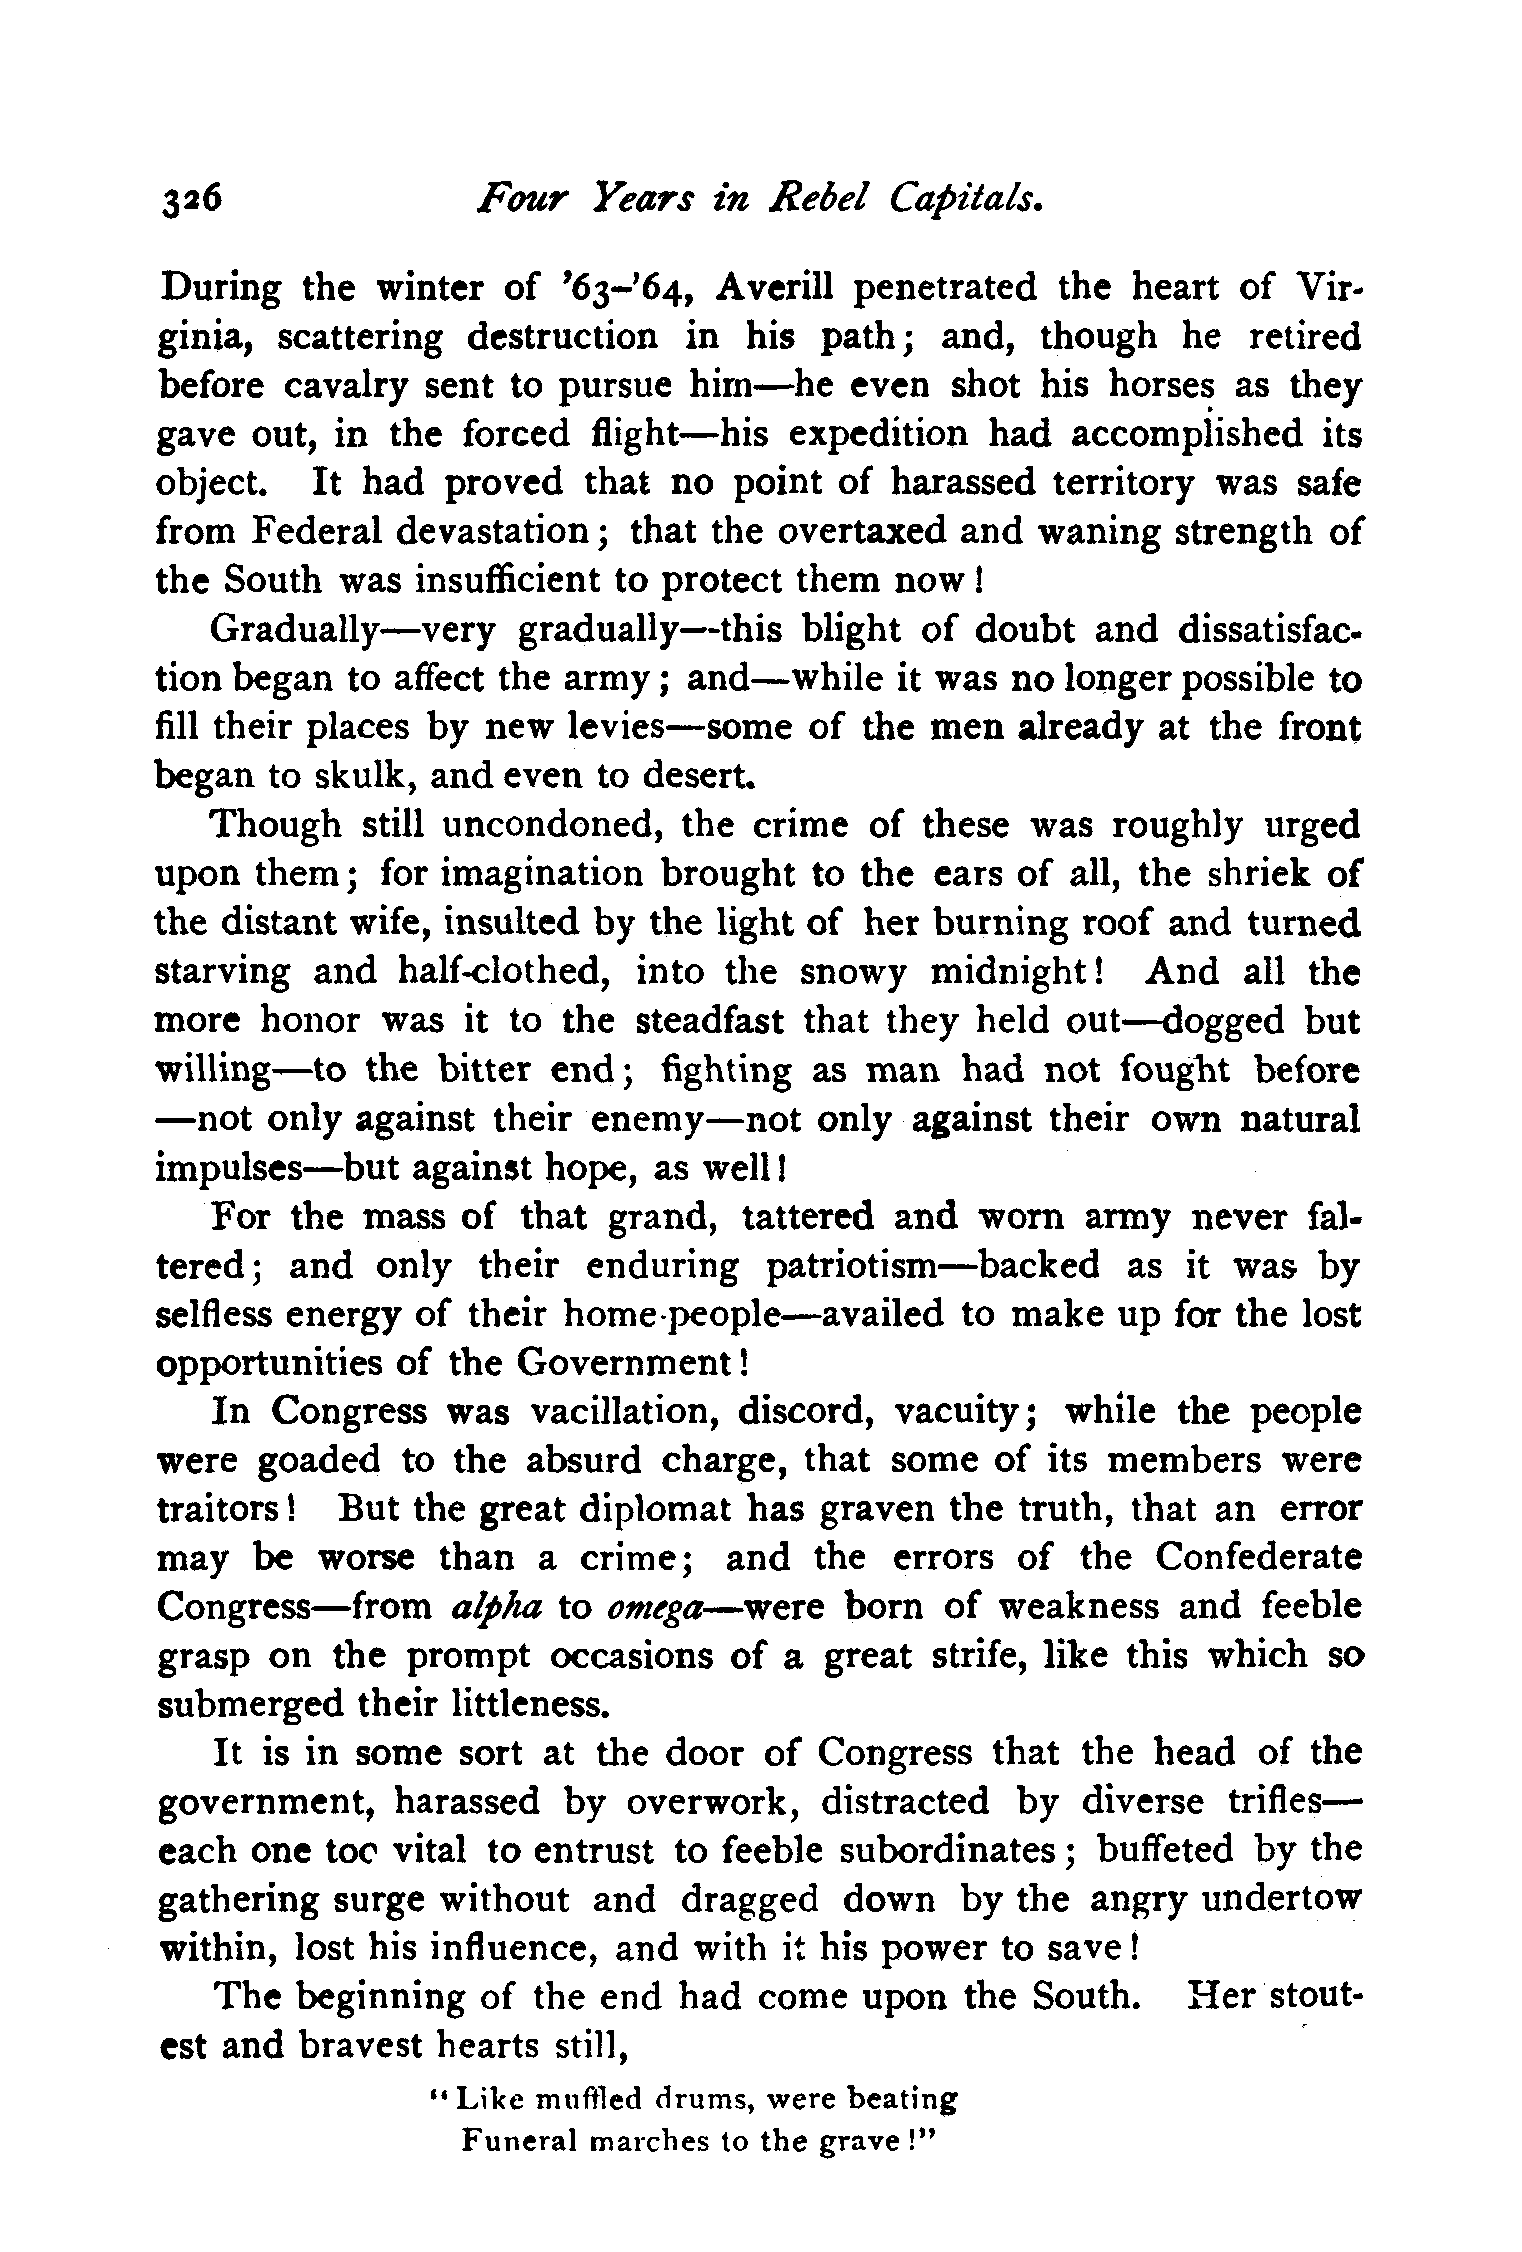 326 Four Years in Rebel Capitals.
During the winter of ’63–’64, Averill penetrated the heart of Vir-
ginia, scattering destruction in his path; and, though he retired
before cavalry sent to pursue him—he even shot his horses as they
gave out, in the forced flight—his expedition had accomplished its
object. It had proved that no point of harassed territory was safe
from Federal devastation; that the overtaxed and waning strength of
the South was insufficient to protect them now!
Gradually—very gradually—this blight of doubt and dissatisfac-
tion began to affect the army; and—while it was no longer possible to
fill their places by new levies—some of the men already at the front
began to skulk, and even to desert.
Though still uncondoned, the crime of these was roughly urged
upon them; for imagination brought to the ears of all, the shriek of
the distant wife, insulted by the light of her burning roof and turned
starving and half-clothed, into the snowy midnight! And all the
more honor was it to the steadfast that they held out—dogged but
willing—to the bitter end; fighting as man had not fought before
—not only against their enemy—not only against their own natural
impulses—but against hope, as well!
For the mass of that grand, tattered and worn army never fal-
tered; and only their enduring patriotism—backed as it was by
selfless energy of their home-people—availed to make up for the lost
opportunities of the Government!
In Congress was vacillation, discord, vacuity; while the people
were goaded to the absurd charge, that some of its members were
traitors! But the great diplomat has graven the truth, that an error
may be worse than a crime; and the errors of the Confederate
Congress—from alpha to omega—were born of weakness and feeble
grasp on the prompt occasions of a great strife, like this which so
submerged their littleness.
It is in some sort at the door of Congress that the head of the
government, harassed by overwork, distracted by diverse trifles—
each one too vital to entrust to feeble subordinates; buffeted by the
gathering surge without and dragged down by the angry undertow
within, lost his influence, and with it his power to save!
The beginning of the end had come upon the South. Her stout-
est and bravest hearts still,
“Like muffled drums, were beating
Funeral marches to the grave!”